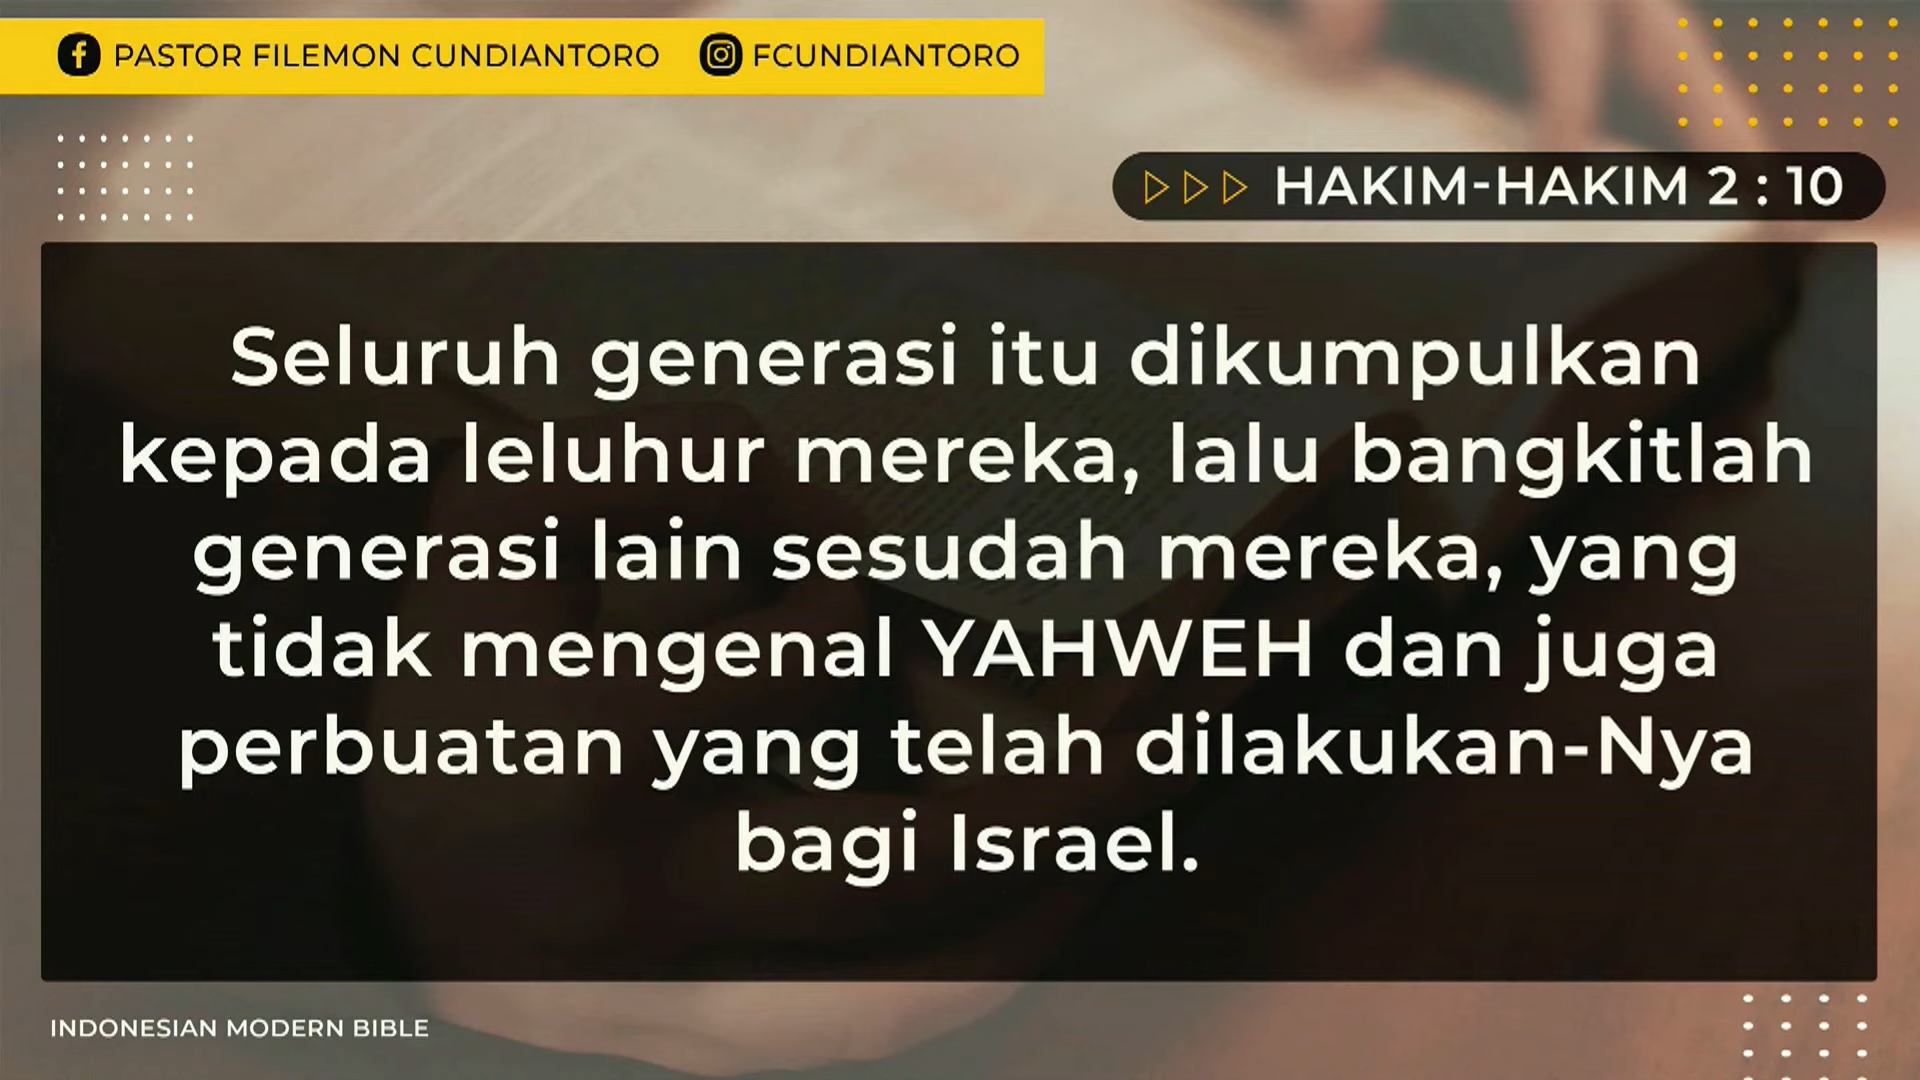 PASTOR FILEMON CUNDIANTORO FCUNDIANTORO
HAKIM-HAKIM 2 : 10
Seluruh generasi itu dikumpulkan
kepada leluhur mereka, lalu bangkitlah
generasi lain sesudah mereka, yang
tidak mengenal YAHWEH dan juga
perbuatan yang telah dilakukan-Nya
bagi Israel.
INDONESIAN MODERN BIBLE